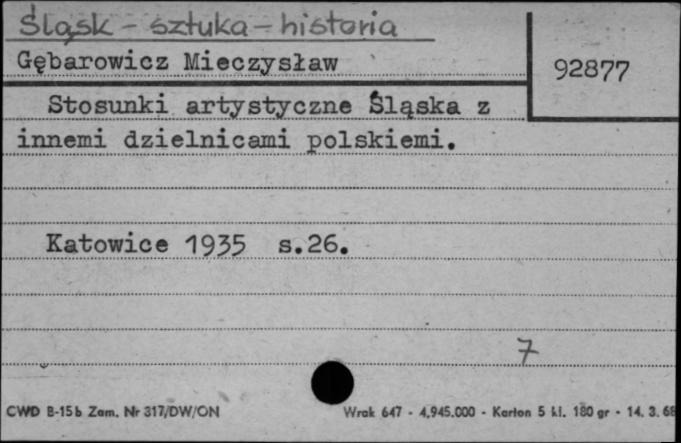 Śląsk - sztuka - historia
Gębarowicz Mieczysław
92877
Stosunki artystyczne Śląska z
innemi dzielnicami polskiemi.
Katowice 1935 s.26.
7
CWD B-15b Zam. Nr 317/DW/ON
Wrak 647 - 4,945.000 - Karton 5 kl. 180 gr - 14. 3. 68